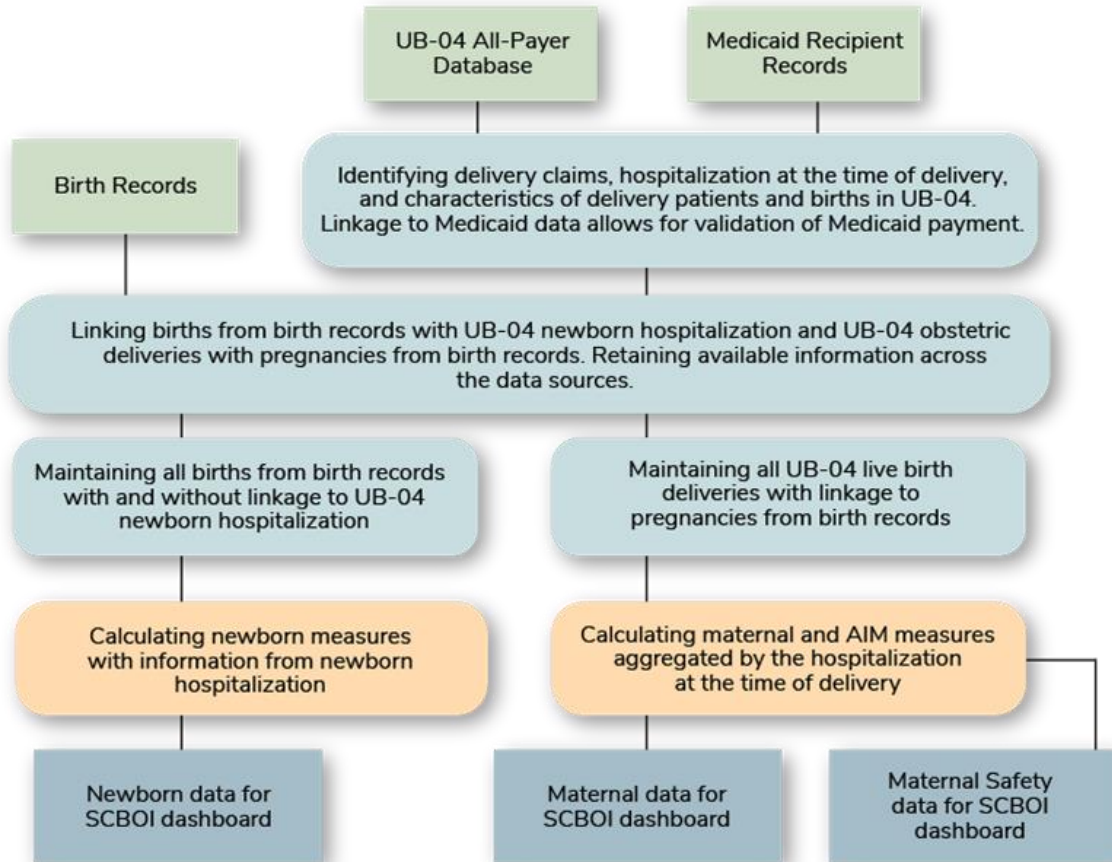 UB-04 All-Payer
Database
Medicaid Recipient
Records
Birth Records
Identifying delivery claims, hospitalization at the time of delivery,
and characteristics of delivery patients and births in UB-04.
Linkage to Medicaid data allows for validation of Medicaid payment.
Linking births from birth records with UB-04 newborn hospitalization and UB-04 obstetric
deliveries with pregnancies from birth records. Retaining available information across
the data sources.
Maintaining all births from birth records
with and without linkage to UB-04
newborn hospitalization
Maintaining all UB-04 live birth
deliveries with linkage to
pregnancies from birth records
Calculating newborn measures
with information from newborn
hospitalization
Calculating maternal and AIM measures
aggregated by the hospitalization
at the time of delivery
Newborn data for
SCBOI dashboard
Maternal data for
SCBOI dashboard
Maternal Safety
data for SCBOI
dashboard